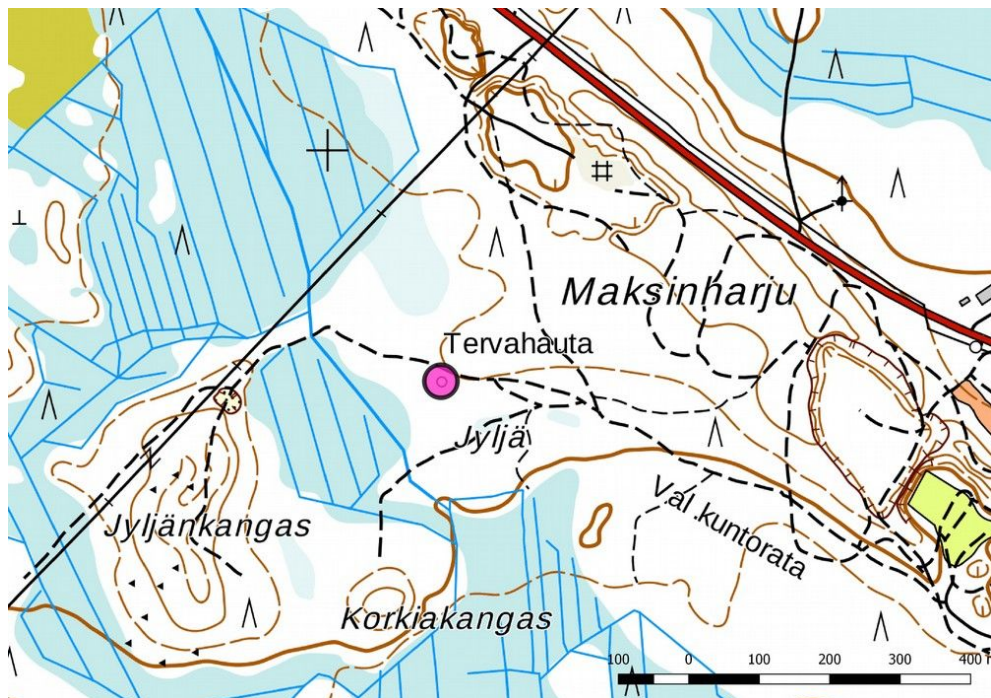 Maksinharju
Tervahauta
Jyljä
Val.kuntorata
Jyljänkangas
Korkiakangas
100 0 100 200 300 400 m